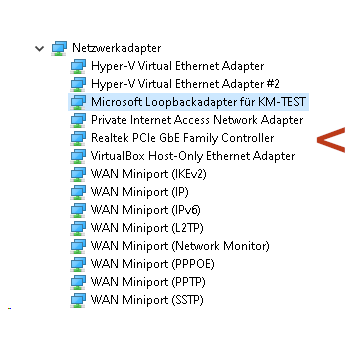 Netzwerkadapter
Hyper-V Virtual Ethernet Adapter
Hyper-V Virtual Ethernet Adapter #2
Microsoft Loopbackadapter für KM-TEST
Private Internet Access Network Adapter
Realtek PCIe GbE Family Controller
VirtualBox Host-Only Ethernet Adapter
WAN Miniport (IKEv2)
WAN Miniport (IP)
WAN Miniport (IPv6)
WAN Miniport (L2TP)
WAN Miniport (Network Monitor)
WAN Miniport (PPPOE)
WAN Miniport (PPTP)
WAN Miniport (SSTP)